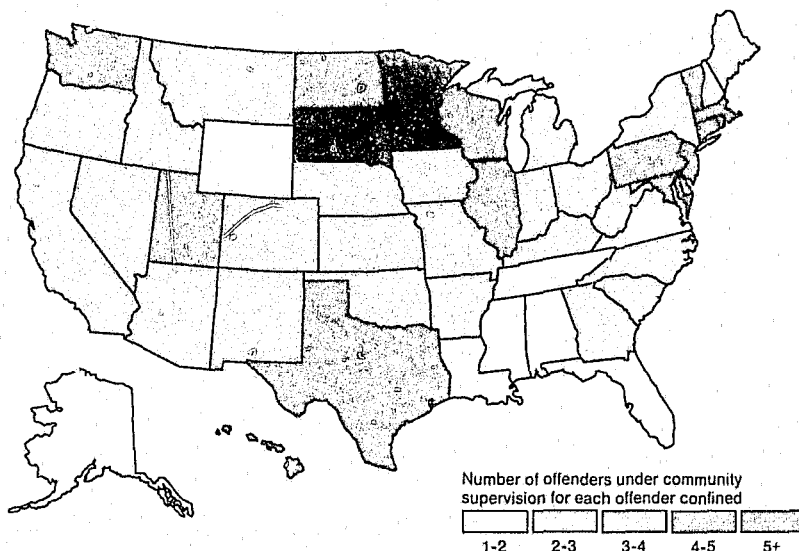 Number of offenders under community
supervision for each offender confined
1-2 2-3 3-4 4-5 5+